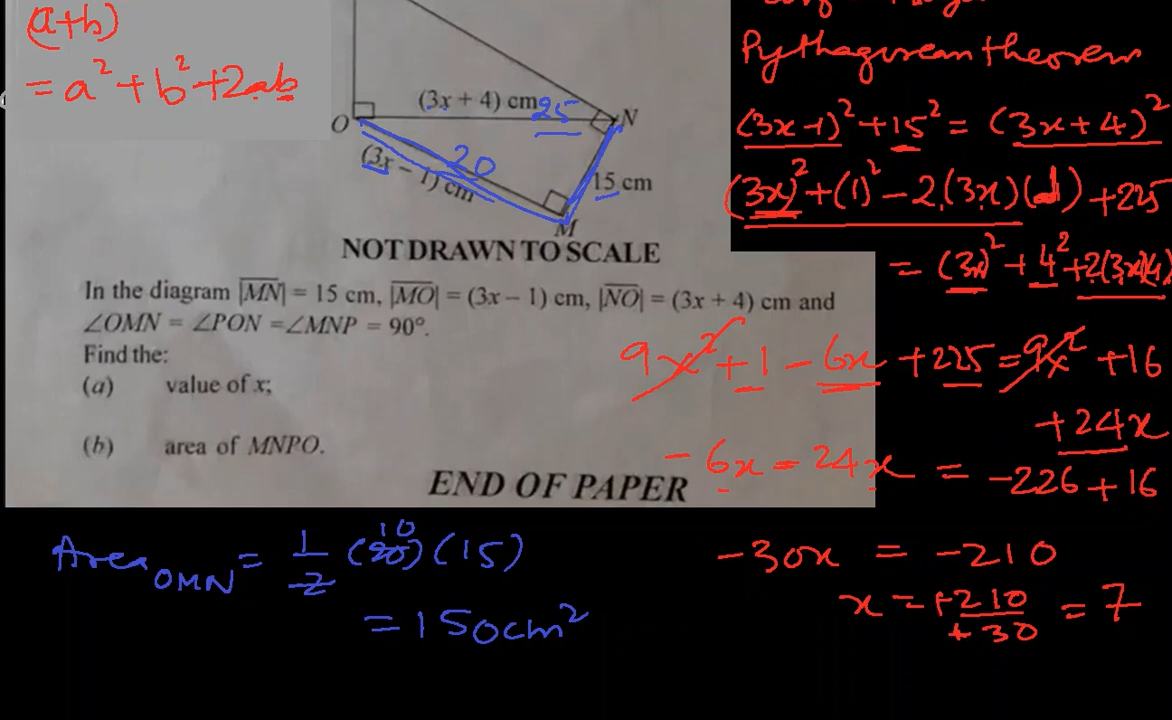 (a+b)
= a² + b² + 2ab
Pythagorean theorem
(3x-1)² + 15² = (3x+4)²
(3x)² + (1)² - 2(3x)(1) + 225
= (3x)² + 4² + 2(3x)(4)
9x² + 1 - 6x + 225 = 9x² + 16
+ 24x
- 6x - 24x = -226 + 16
-30x = -210
x = +210 / +30 = 7
(3x + 4) cm 25
O
N
20
(3x – 1) cm
15 cm
M
NOT DRAWN TO SCALE
In the diagram |MN| = 15 cm, |MO| = (3x – 1) cm, |NO| = (3x + 4) cm and
∠OMN = ∠PON =∠MNP = 90°.
Find the:
(a) value of x;
(b) area of MNPO.
END OF PAPER
Area OMN = 1/2 (20) 10 (15)
= 150cm²